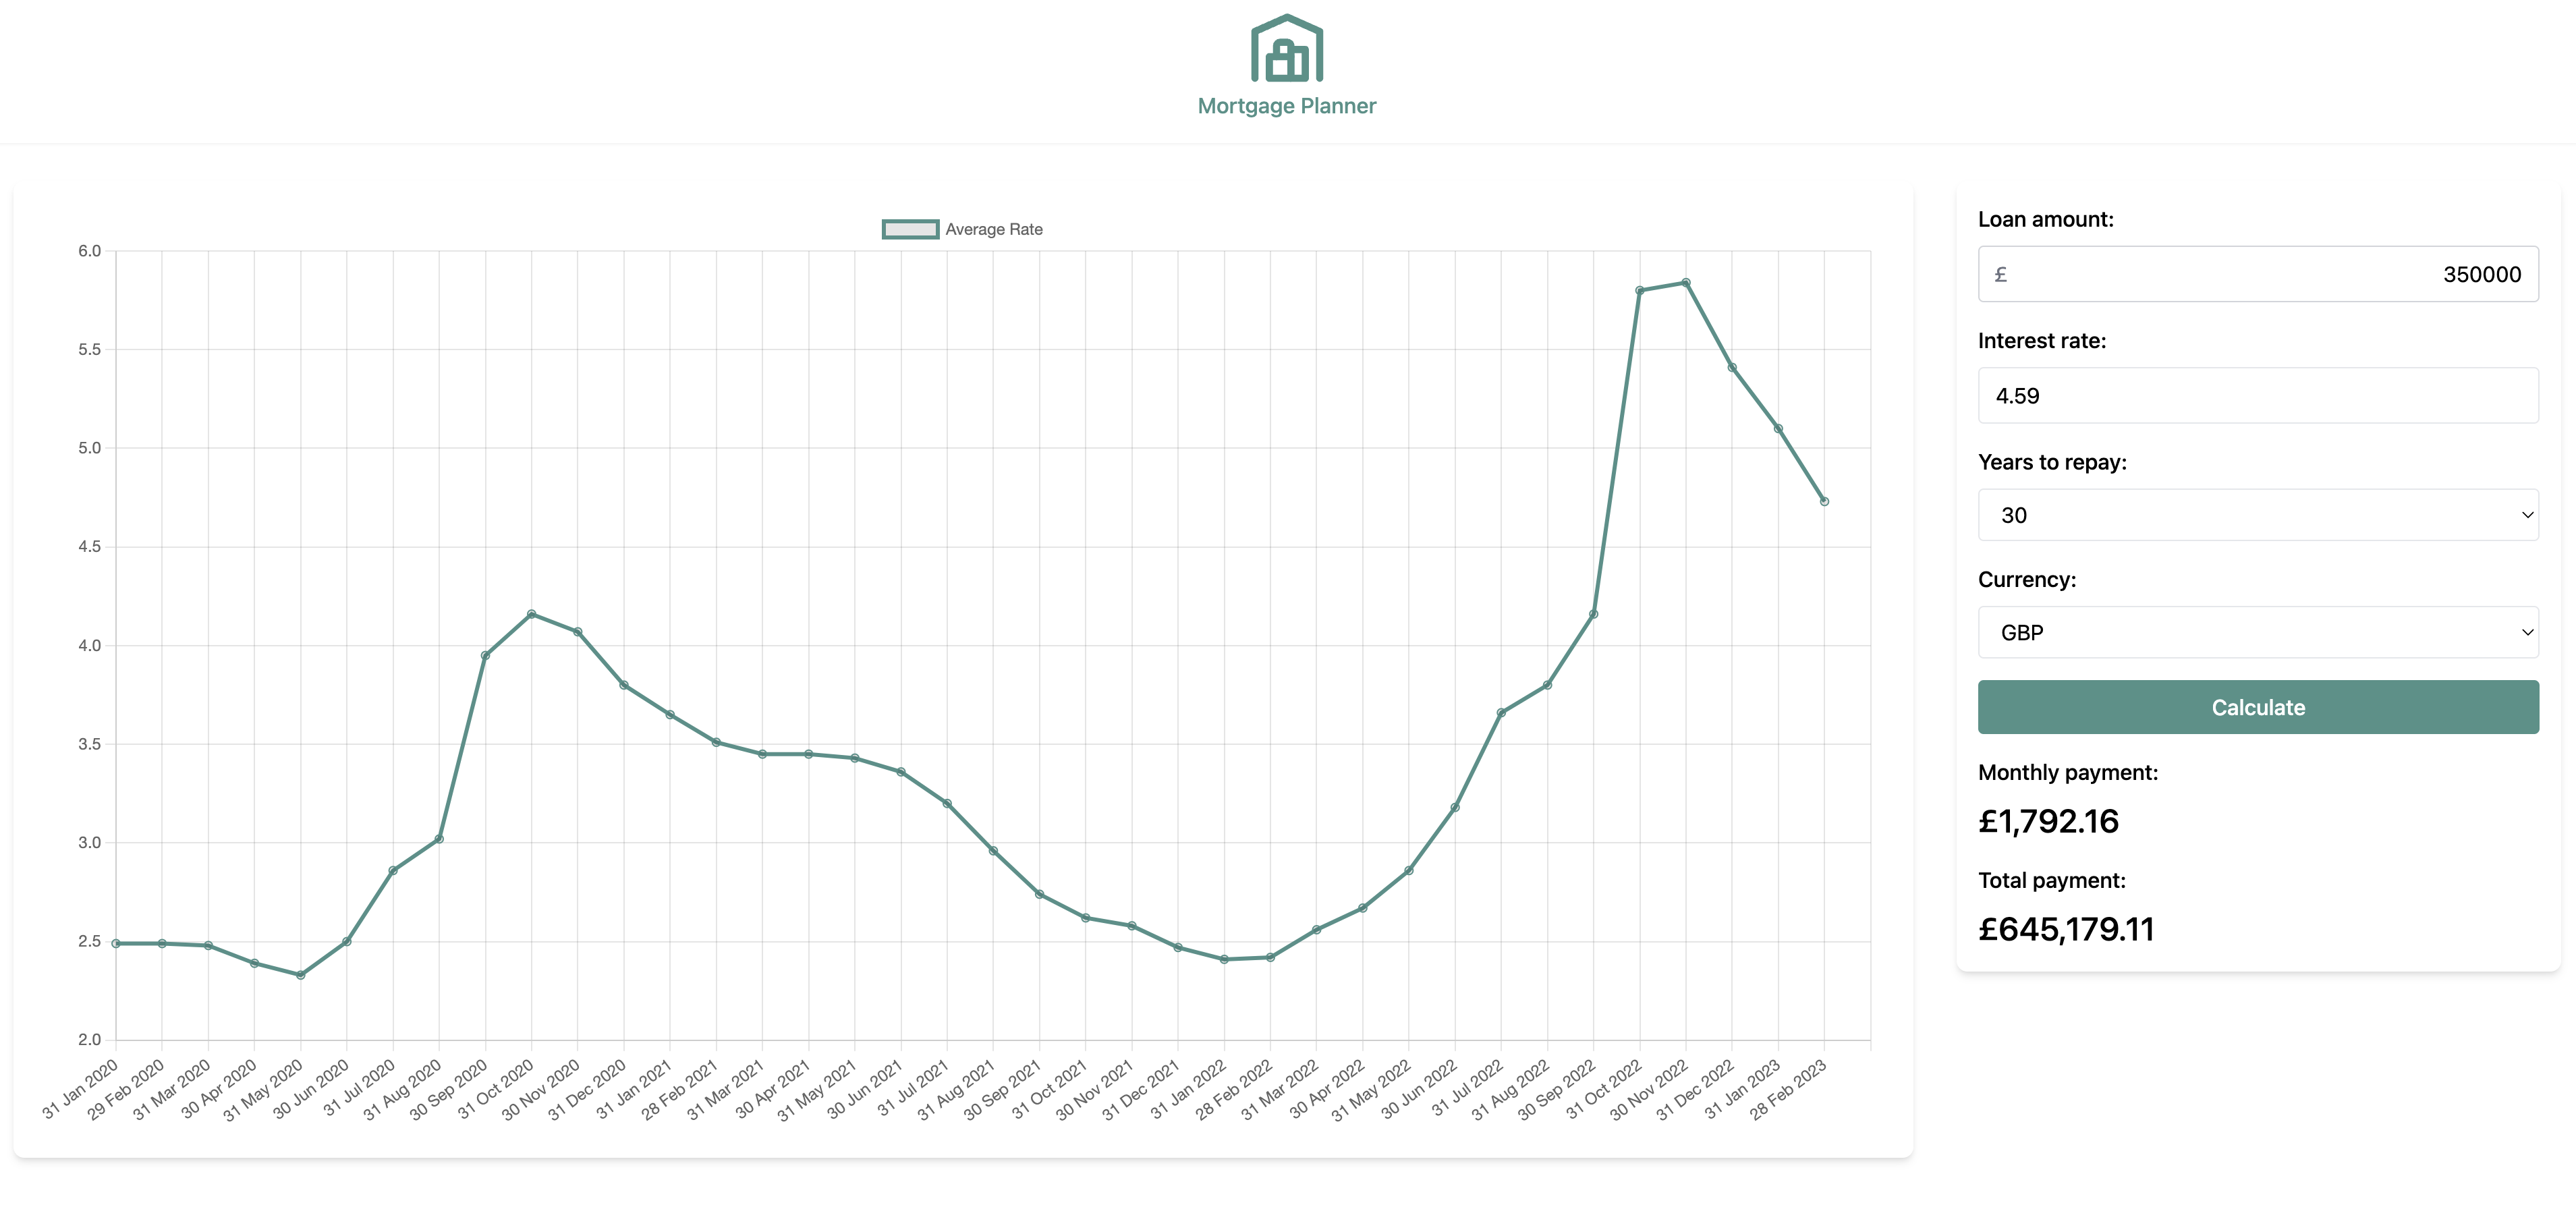 Mortgage Planner
Average Rate
6.0
5.5
5.0
4.5
4.0
3.5
3.0
2.5
2.0
31 Jan 2020
29 Feb 2020
31 Mar 2020
30 Apr 2020
31 May 2020
30 Jun 2020
31 Jul 2020
31 Aug 2020
30 Sep 2020
31 Oct 2020
30 Nov 2020
31 Dec 2020
31 Jan 2021
28 Feb 2021
31 Mar 2021
30 Apr 2021
31 May 2021
30 Jun 2021
31 Jul 2021
31 Aug 2021
30 Sep 2021
31 Oct 2021
30 Nov 2021
31 Dec 2021
31 Jan 2022
28 Feb 2022
31 Mar 2022
30 Apr 2022
31 May 2022
30 Jun 2022
31 Jul 2022
31 Aug 2022
30 Sep 2022
31 Oct 2022
30 Nov 2022
31 Dec 2022
31 Jan 2023
28 Feb 2023
Loan amount:
£ 350000
Interest rate:
4.59
Years to repay:
30
Currency:
GBP
Calculate
Monthly payment:
£1,792.16
Total payment:
£645,179.11